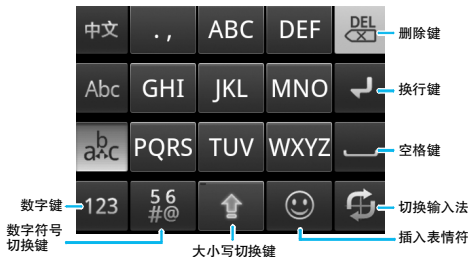 中文 . , ABC DEF DEL 删除键
Abc GHI JKL MNO 换行键
abc PQRS TUV WXYZ 空格键
数字键 123 5 6 #@ 切换输入法
数字符号
切换键
插入表情符
大小写切换键